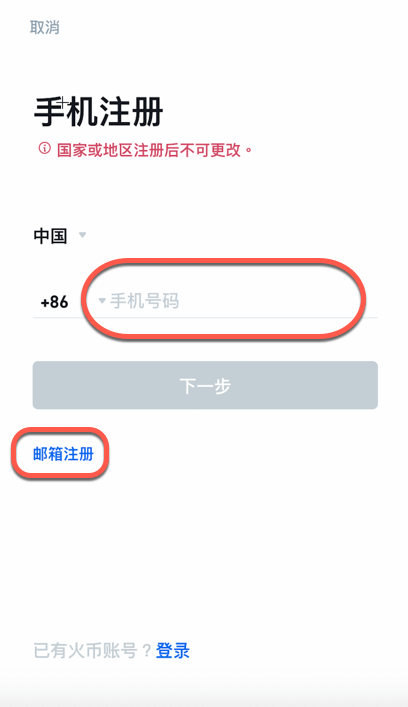 取消
手机注册
国家或地区注册后不可更改。
中国
+86 手机号码
下一步
邮箱注册
已有火币账号？登录